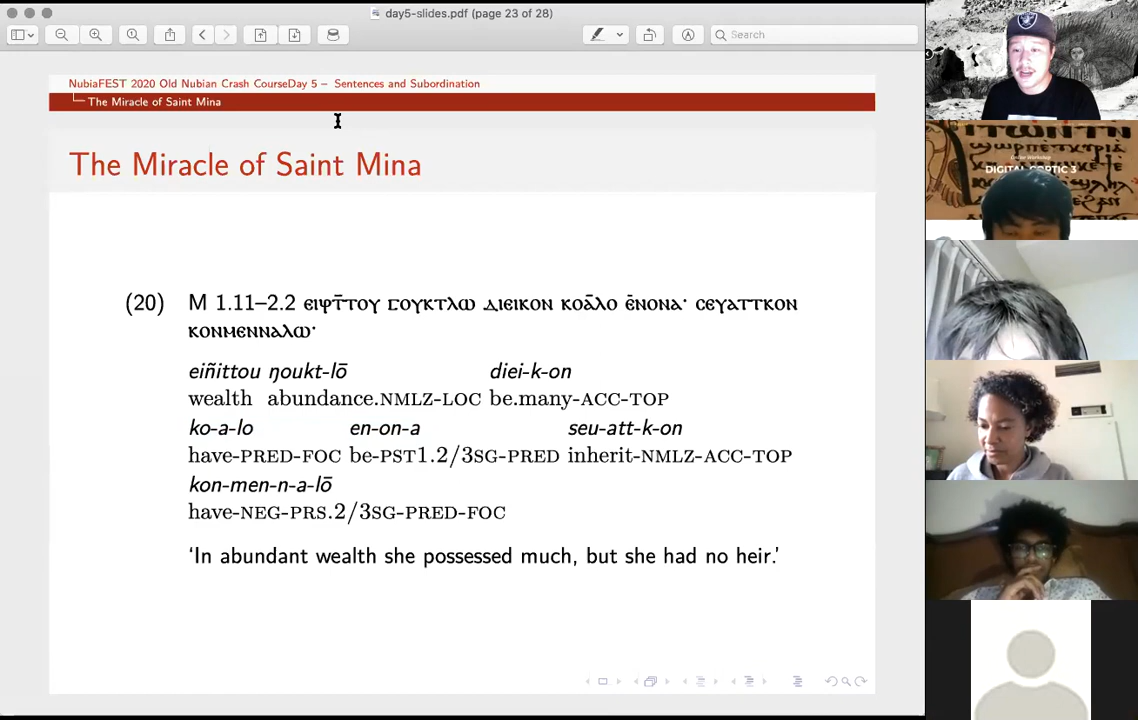 day5-slides.pdf (page 23 of 28)
Search
NubiaFEST 2020 Old Nubian Crash CourseDay 5 – Sentences and Subordination
The Miracle of Saint Mina
The Miracle of Saint Mina
(20) M 1.11–2.2 ⲉⲓⳟⲓ̄ⲧⲧⲟⲩ ⳟⲟⲩⲕⲧⲗⲱ ⲇⲓⲉⲓⲕⲟⲛ ⲕⲟⲁ̄ⲗⲟ ⲉ̄ⲛⲟⲛⲁ· ⲥⲉⲩⲁⲧⲧⲕⲟⲛ
ⲕⲟⲛⲙⲉⲛⲛⲁⲗⲱ·
eiñittou ŋoukt-lō diei-k-on
wealth abundance.NMLZ-LOC be.many-ACC-TOP
ko-a-lo en-on-a seu-att-k-on
have-PRED-FOC be-PST1.2/3SG-PRED inherit-NMLZ-ACC-TOP
kon-men-n-a-lō
have-NEG-PRS.2/3SG-PRED-FOC
‘In abundant wealth she possessed much, but she had no heir.’
Online Workshop
DIGITAL COPTIC 3